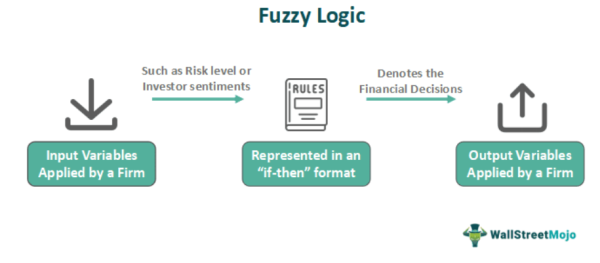 Fuzzy Logic
Such as Risk level or
Investor sentiments
Denotes the
Financial Decisions
RULES
Input Variables
Applied by a Firm
Represented in an
“if-then” format
Output Variables
Applied by a Firm
WallStreetMojo